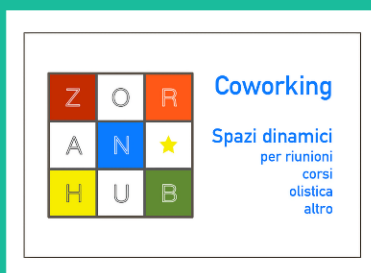 Z O R
A N
H U B
Coworking
Spazi dinamici
per riunioni
corsi
olistica
altro